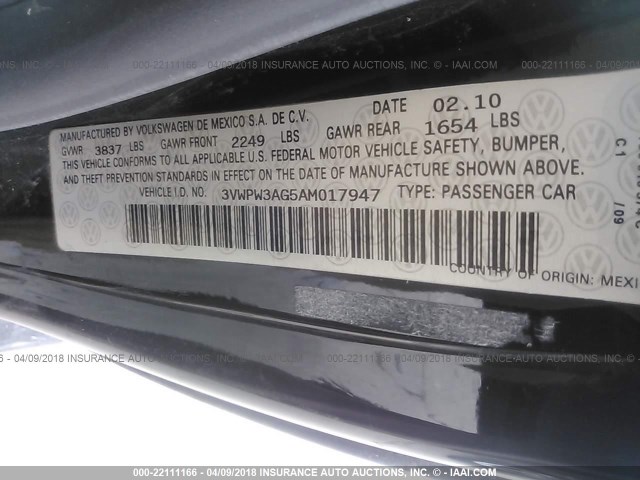 000-22111166 - 04/09/2018 INSURANCE AUTO AUCTIONS, INC. - © IAAI.COM
MANUFACTURED BY VOLKSWAGEN DE MEXICO S.A. DE C.V. DATE 02.10
GVWR 3837 LBS GAWR FRONT 2249 LBS GAWR REAR 1654 LBS
THIS VEHICLE CONFORMS TO ALL APPLICABLE U.S. FEDERAL MOTOR VEHICLE SAFETY, BUMPER,
AND THEFT PREVENTION STANDARDS IN EFFECT ON THE DATE OF MANUFACTURE SHOWN ABOVE.
VEHICLE I.D. NO. 3VWPW3AG5AM017947 TYPE: PASSENGER CAR
COUNTRY OF ORIGIN: MEXI
G1
/09
000-22111166 - 04/09/2018 INSURANCE AUTO AUCTIONS, INC. - © IAAI.COM